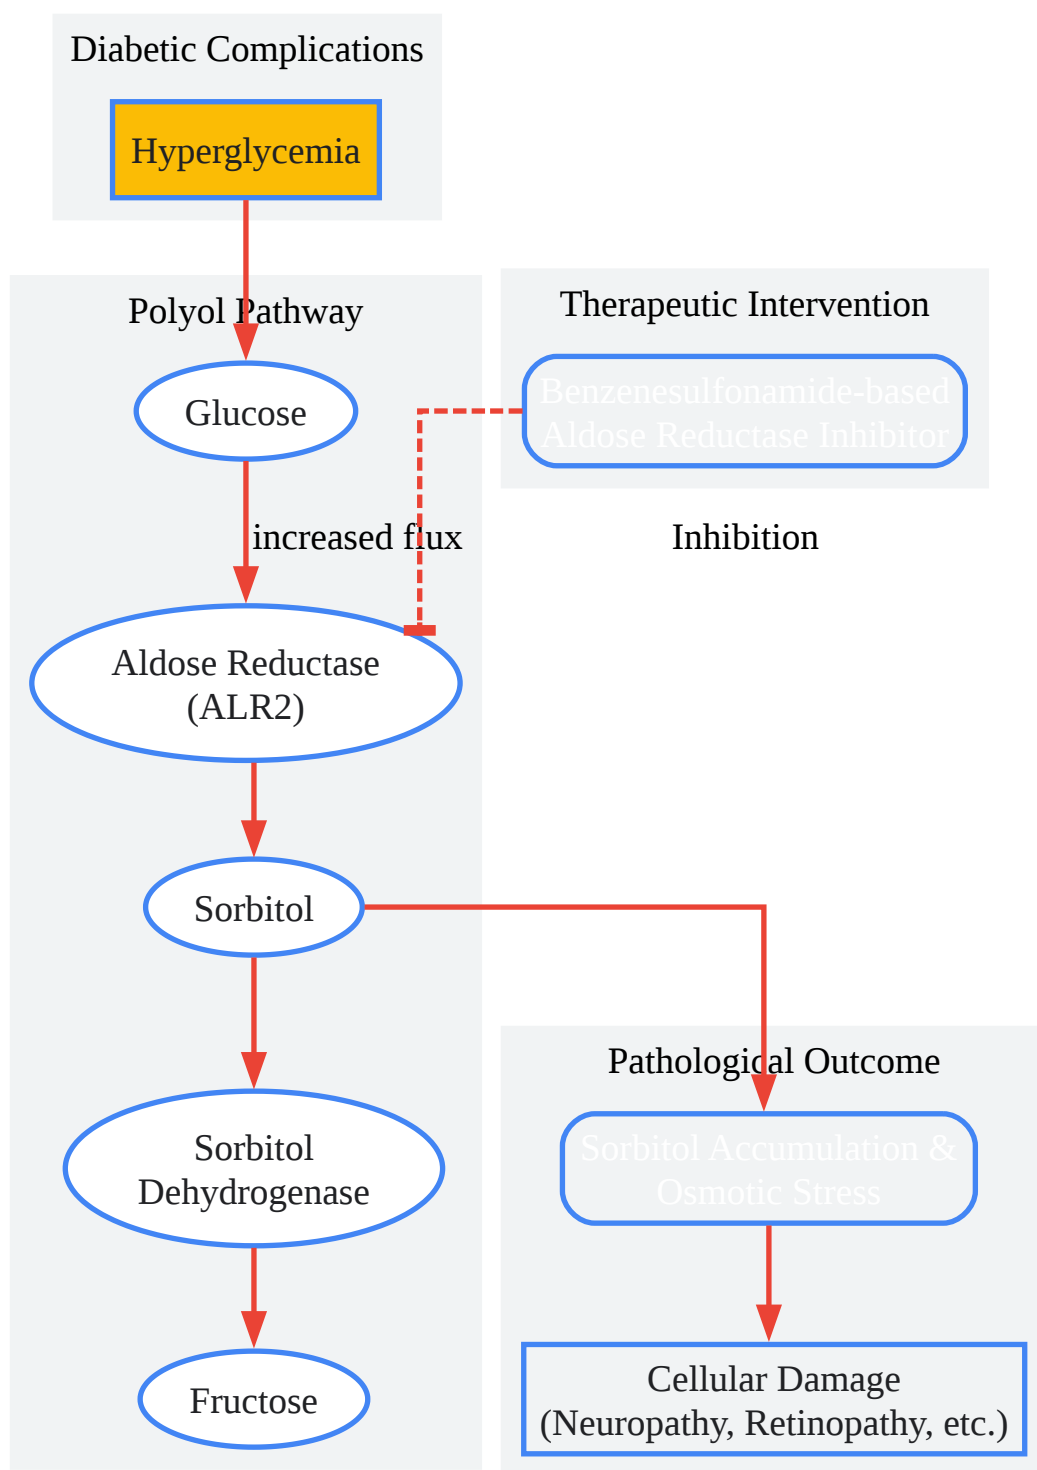 Diabetic Complications
Hyperglycemia
Polyol Pathway
Therapeutic Intervention
Glucose
Benzenesulfonamide-based
Aldose Reductase Inhibitor
increased flux
Inhibition
Aldose Reductase
(ALR2)
Sorbitol
Pathological Outcome
Sorbitol
Dehydrogenase
Sorbitol Accumulation &
Osmotic Stress
Fructose
Cellular Damage
(Neuropathy, Retinopathy, etc.)